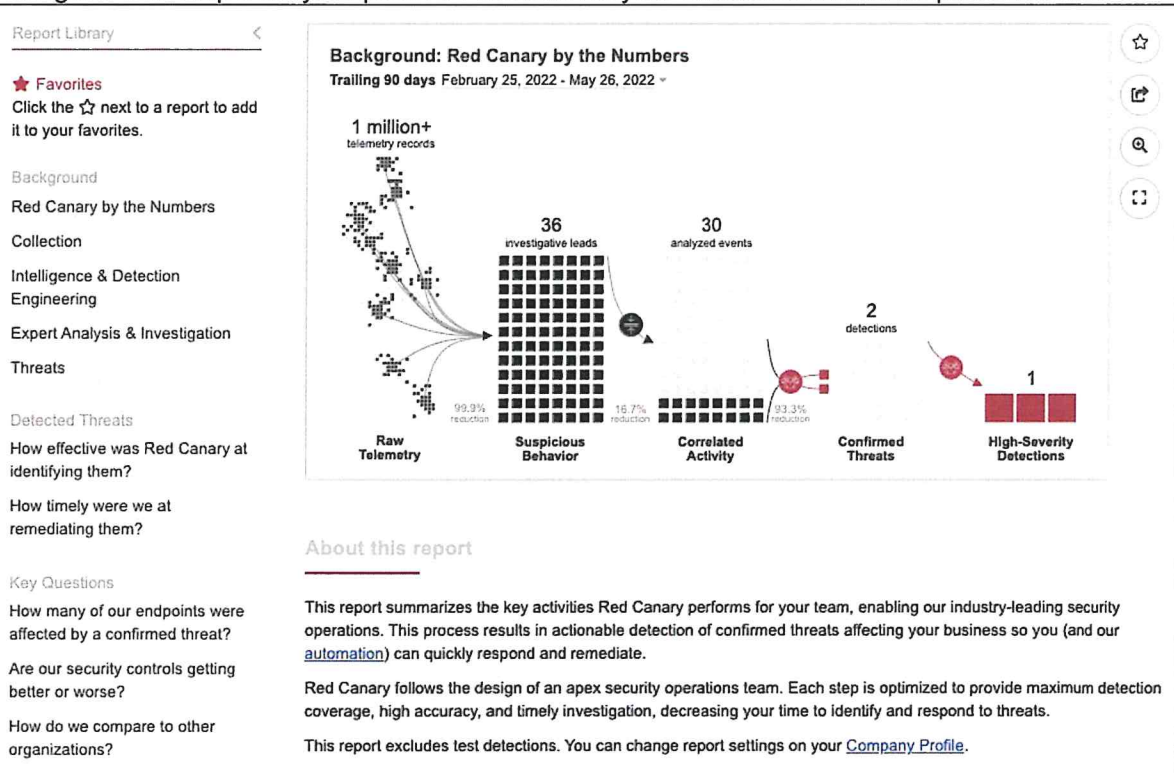 Report Library
★ Favorites
Click the ☆ next to a report to add
it to your favorites.
Background
Red Canary by the Numbers
Collection
Intelligence & Detection
Engineering
Expert Analysis & Investigation
Threats
Detected Threats
How effective was Red Canary at
identifying them?
How timely were we at
remediating them?
Key Questions
How many of our endpoints were
affected by a confirmed threat?
Are our security controls getting
better or worse?
How do we compare to other
organizations?
Background: Red Canary by the Numbers
Trailing 90 days February 25, 2022 - May 26, 2022
1 million+
telemetry records
99.9%
reduction
Raw
Telemetry
36
investigative leads
16.7%
reduction
Suspicious
Behavior
30
analyzed events
93.3%
reduction
Correlated
Activity
2
detections
Confirmed
Threats
1
High-Severity
Detections
About this report
This report summarizes the key activities Red Canary performs for your team, enabling our industry-leading security
operations. This process results in actionable detection of confirmed threats affecting your business so you (and our
automation) can quickly respond and remediate.
Red Canary follows the design of an apex security operations team. Each step is optimized to provide maximum detection
coverage, high accuracy, and timely investigation, decreasing your time to identify and respond to threats.
This report excludes test detections. You can change report settings on your Company Profile.